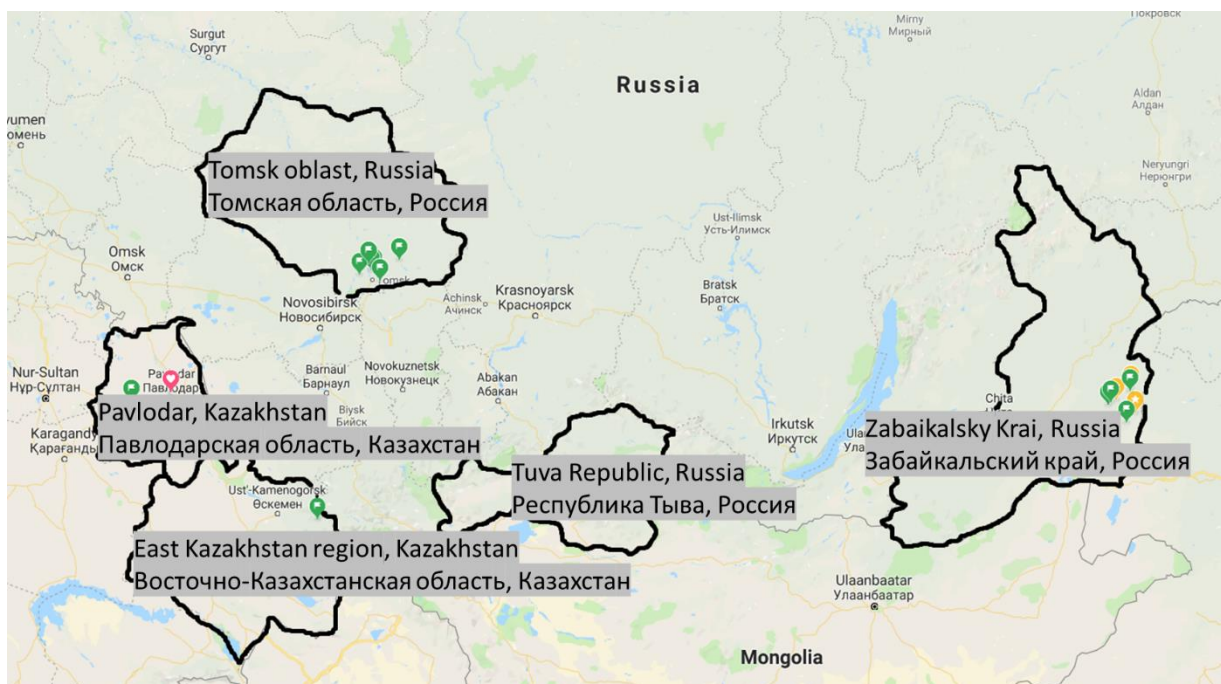 Mirny
Мирный
Покровск
Surgut
Сургут
Russia
Aldan
Алдан
Neryungri
Нерюнгри
Tomsk oblast, Russia
Томская область, Россия
Tomsk
Ust-Ilimsk
Усть-Илимск
Omsk
Омск
Bratsk
Братск
Achinsk
Ачинск
Krasnoyarsk
Красноярск
Novosibirsk
Новосибирск
Nur-Sultan
Нұр-Сұлтан
Павлодар
Barnaul
Барнаул
Novokuznetsk
Новокузнецк
Abakan
Абакан
Chita
Biysk
Бийск
Pavlodar, Kazakhstan
Павлодарская область, Казахстан
Karagandy
Қарағанды
Irkutsk
Иркутск
Zabaikalsky Krai, Russia
Забайкальский край, Россия
Tuva Republic, Russia
Республика Тыва, Россия
Ust'-Kamenogorsk
Өскемен
East Kazakhstan region, Kazakhstan
Восточно-Казахстанская область, Казахстан
Ulaanbaatar
Улаанбаатар
Mongolia